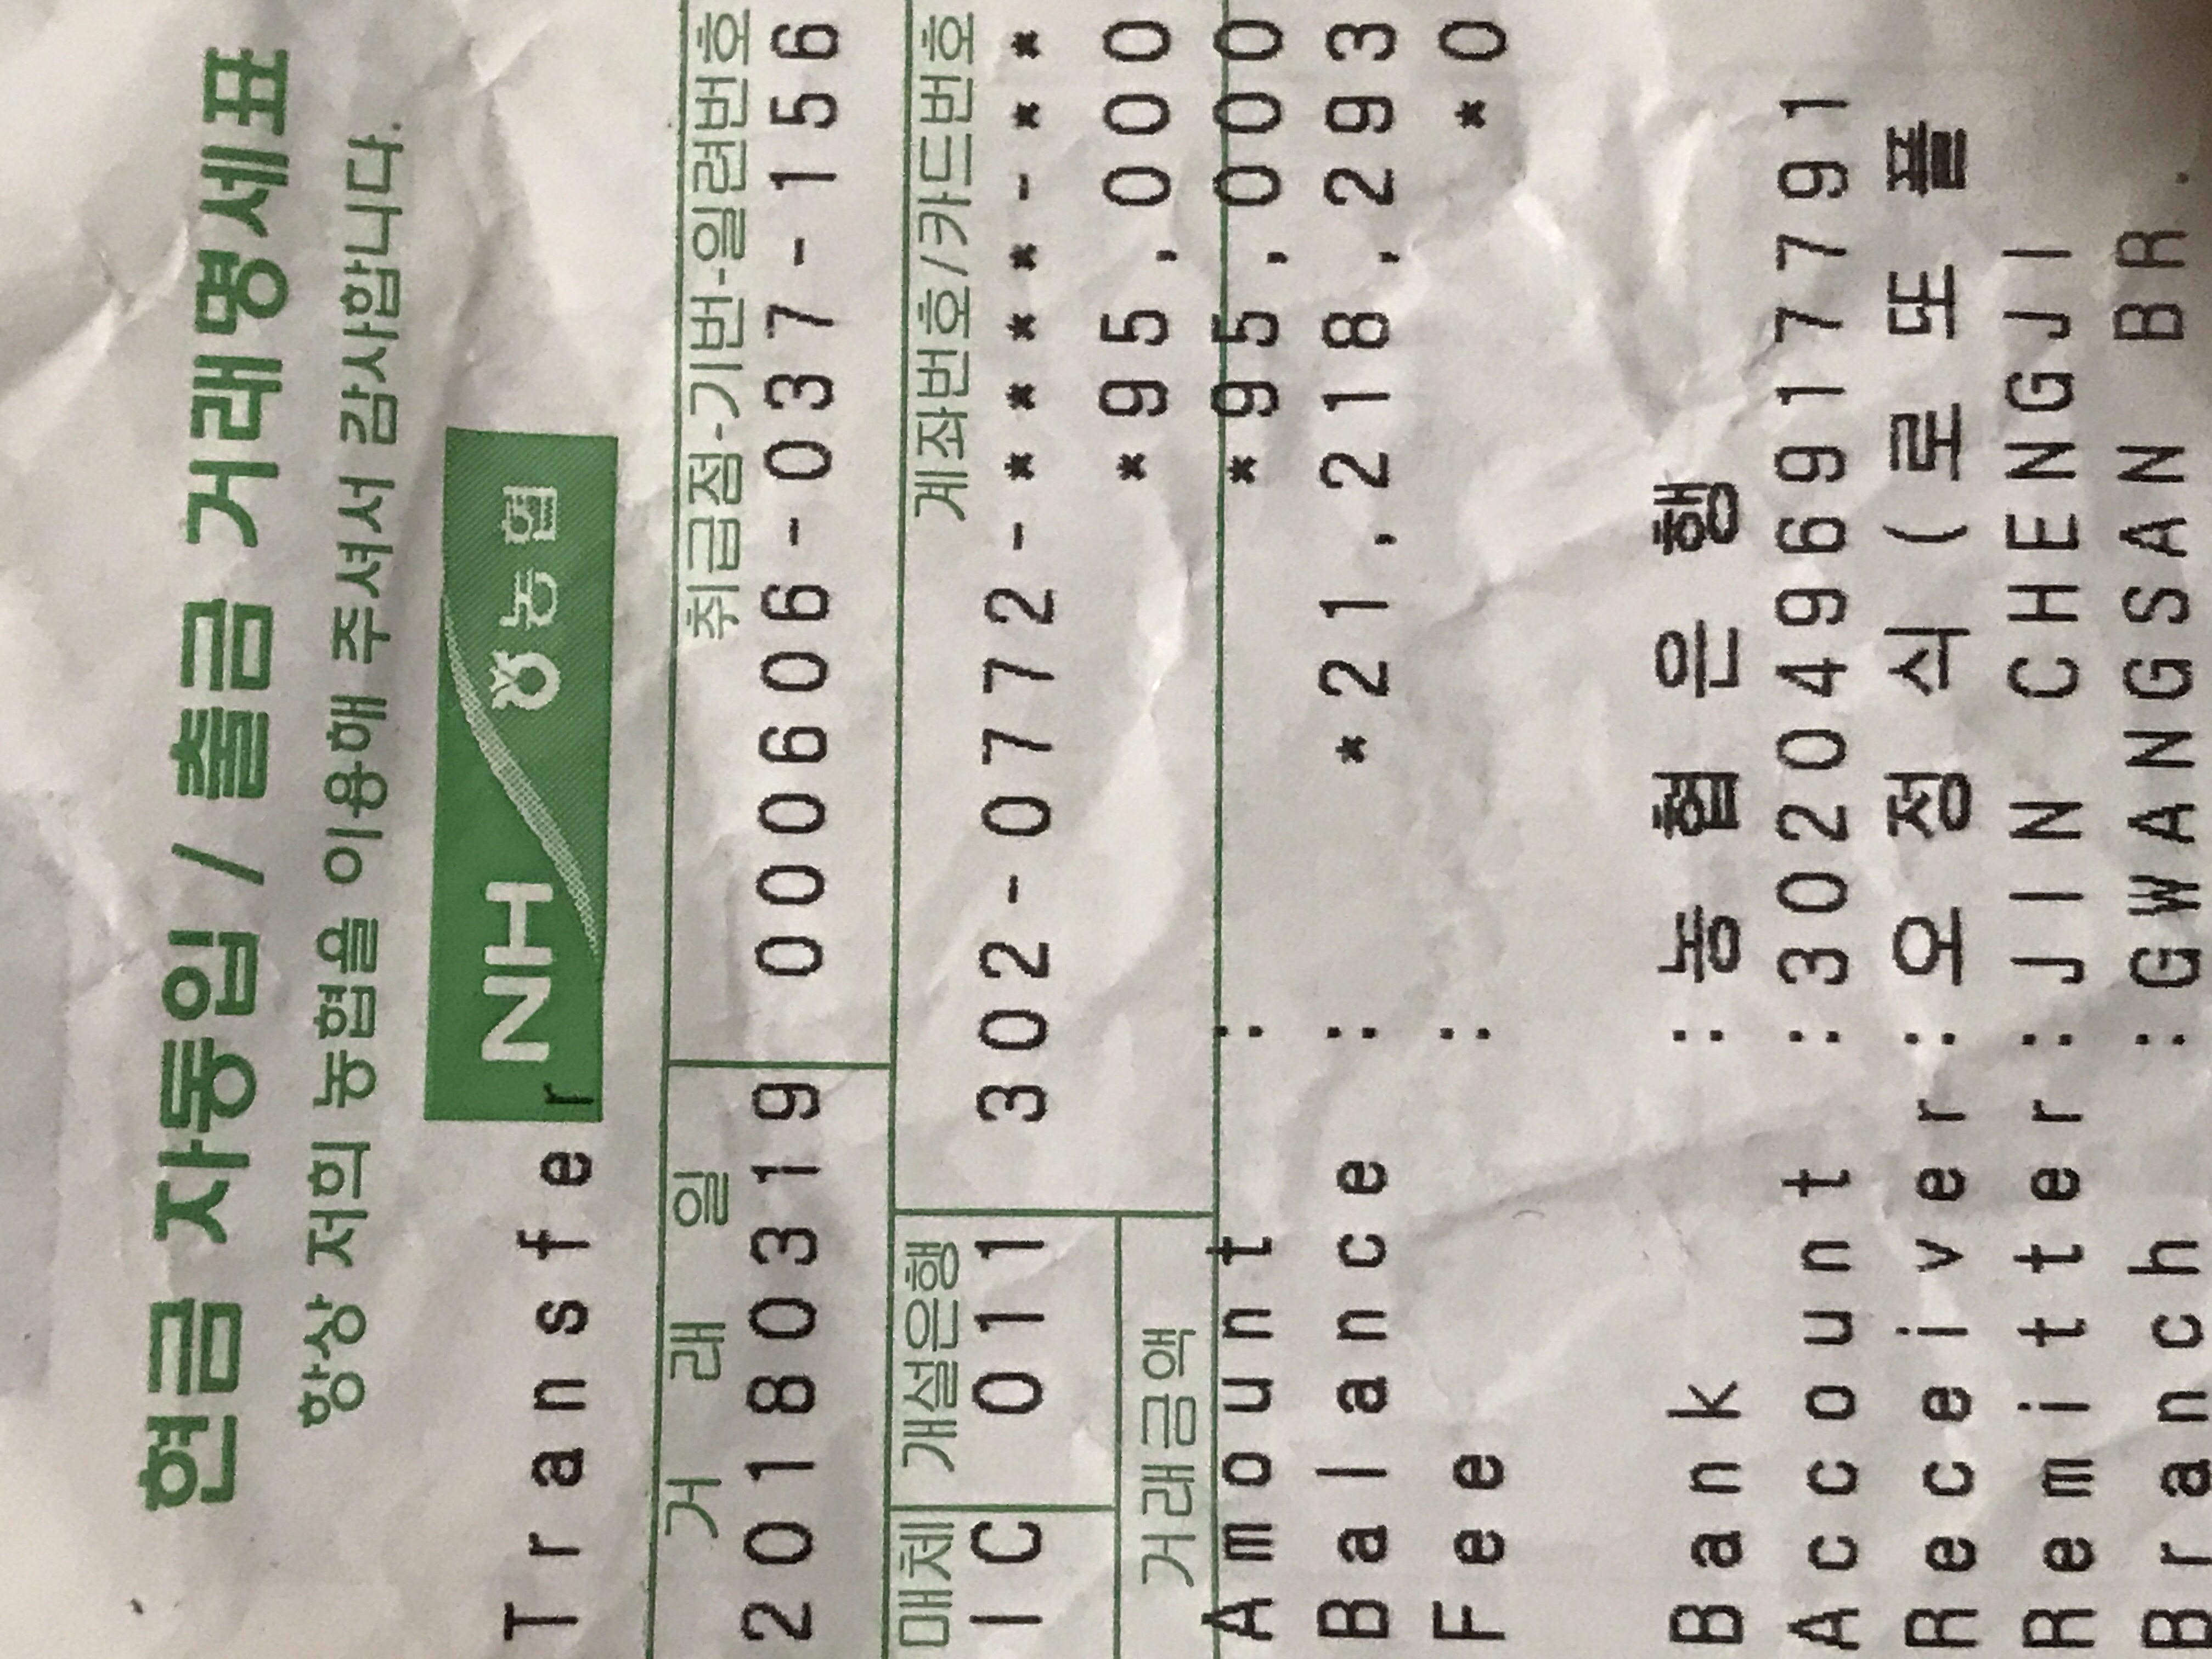 현금 자동입 / 출금 거래명세표
항상 저희 농협을 이용해 주셔서 감사합니다.
NH 농협
Transfer
거 래 일 취급점-기번-일련번호
20180319 000606-037-156
매체 개설은행 계좌번호/카드번호
IC 011 302-0772-****-**
거래금액 *95,000
Amount : *95,000
Balance : *21,218,293
Fee : *0
Bank : 농협은행
Account : 3020496917791
Receiver : 오정식(로또플
Remitter : JIN CHENGJI
Branch : GWANGSAN BR.